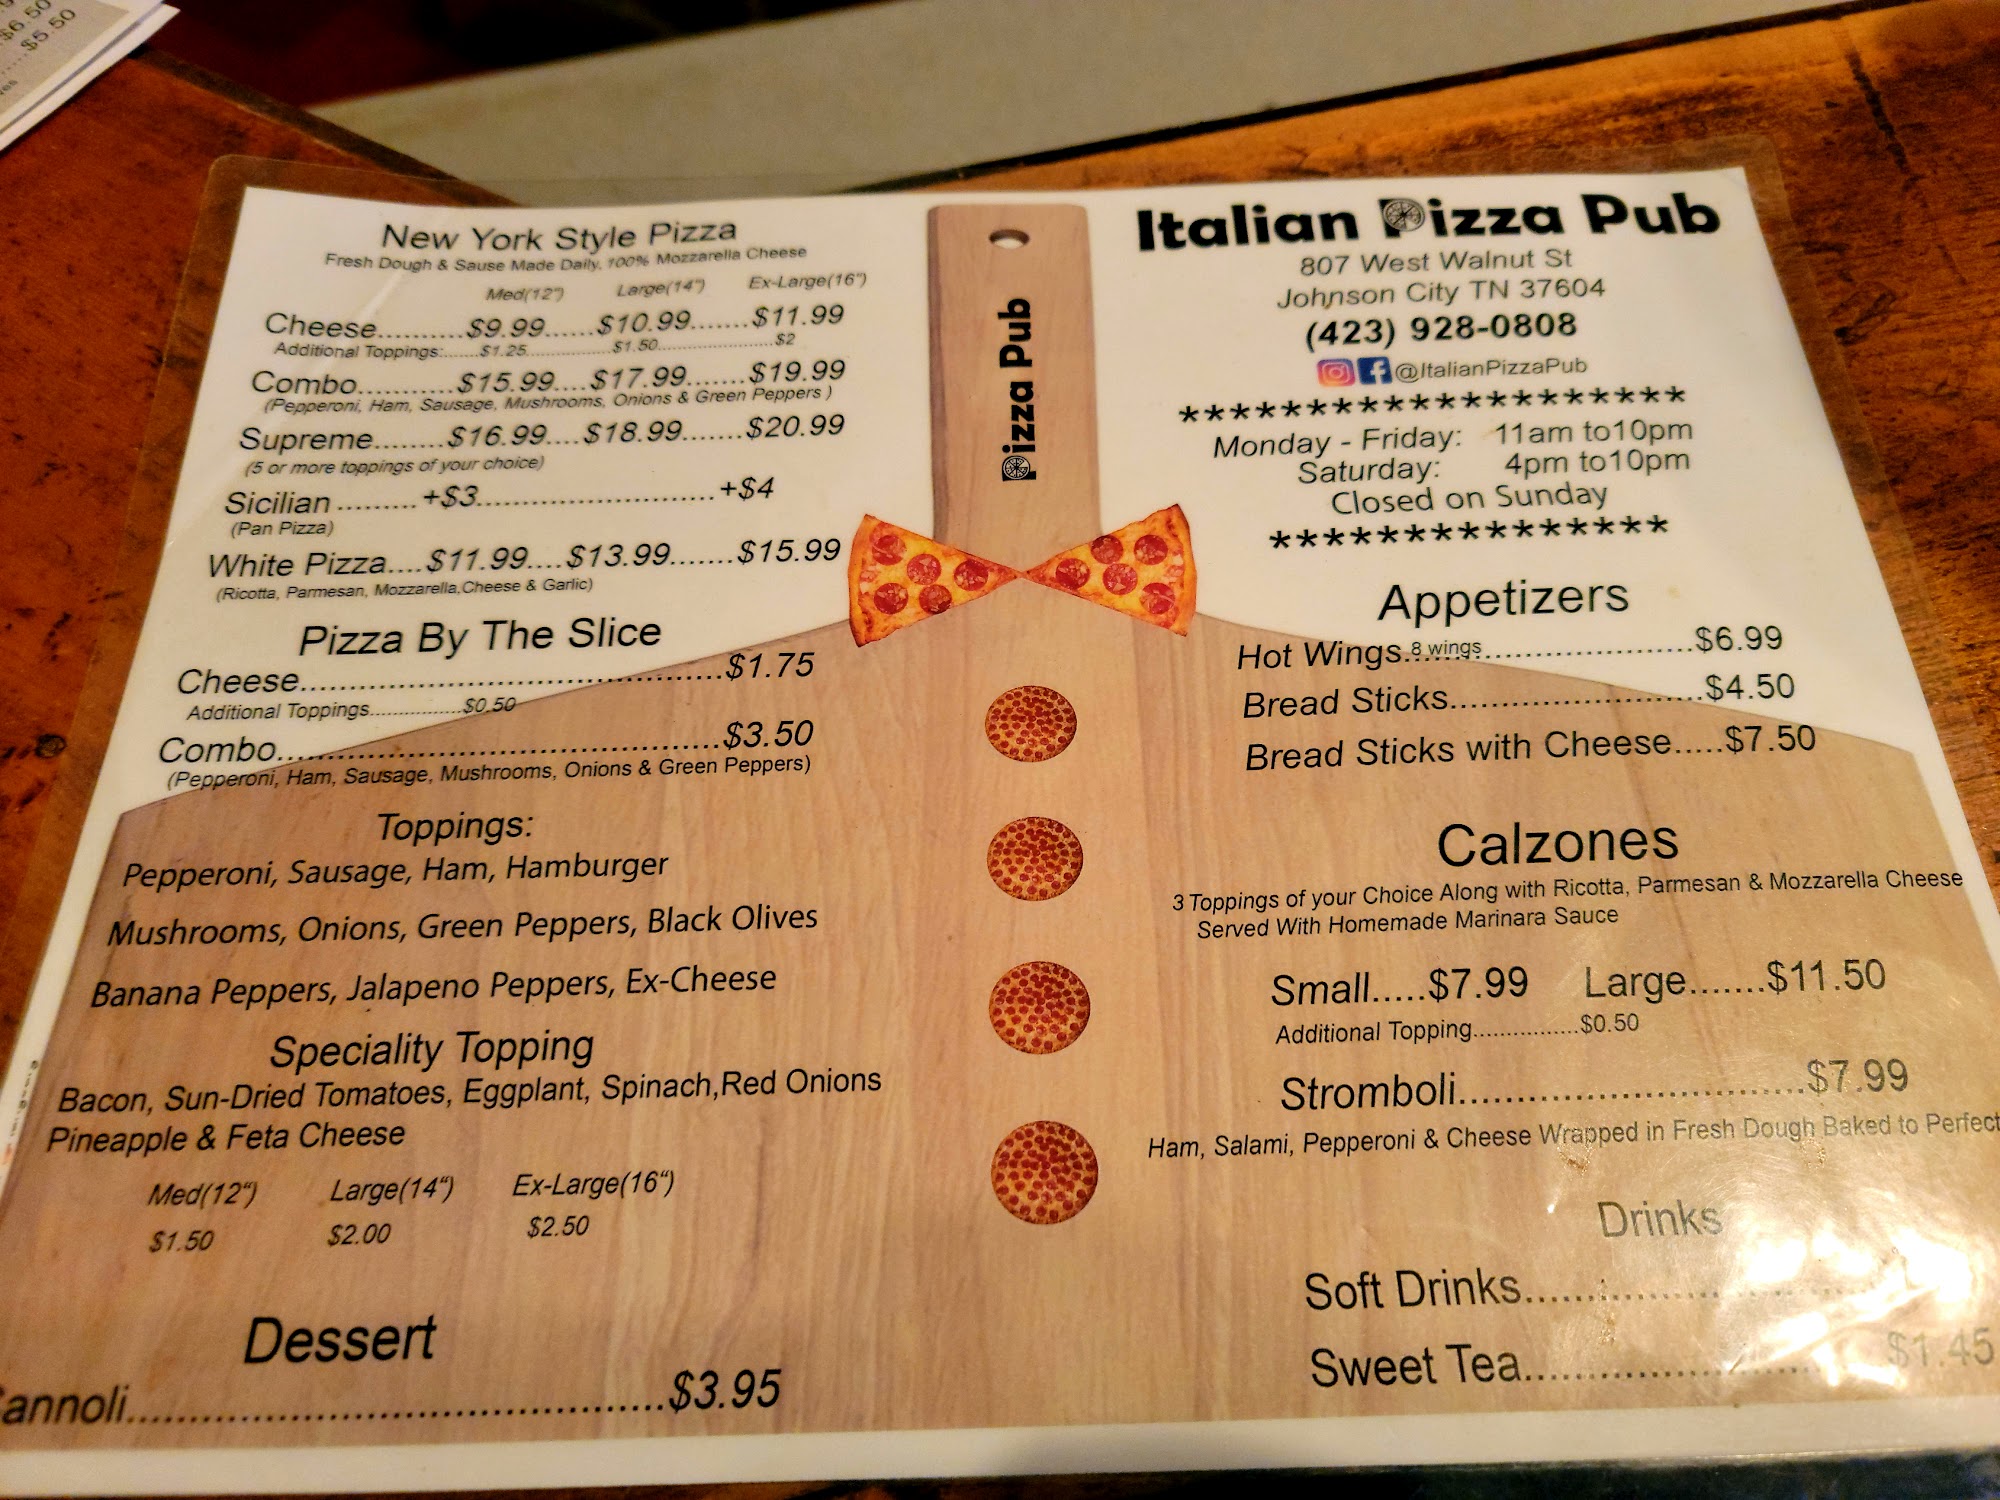 $6.50
$5.50
New York Style Pizza
Fresh Dough & Sause Made Daily. 100% Mozzarella Cheese
Med(12") Large(14") Ex-Large(16")
Cheese..........$9.99......$10.99.......$11.99
Additional Toppings:......$1.25...............$1.50.....................$2
Combo...........$15.99....$17.99.......$19.99
(Pepperoni, Ham, Sausage, Mushrooms, Onions & Green Peppers )
Supreme........$16.99....$18.99.......$20.99
(5 or more toppings of your choice)
Sicilian .........+$3...........................+$4
(Pan Pizza)
White Pizza....$11.99....$13.99.......$15.99
(Ricotta, Parmesan, Mozzarella,Cheese & Garlic)
Pizza By The Slice
Cheese.............................................$1.75
Additional Toppings.................$0.50
Combo...............................................$3.50
(Pepperoni, Ham, Sausage, Mushrooms, Onions & Green Peppers)
Toppings:
Pepperoni, Sausage, Ham, Hamburger
Mushrooms, Onions, Green Peppers, Black Olives
Banana Peppers, Jalapeno Peppers, Ex-Cheese
Speciality Topping
Bacon, Sun-Dried Tomatoes, Eggplant, Spinach,Red Onions
Pineapple & Feta Cheese
Med(12") Large(14") Ex-Large(16")
$1.50 $2.00 $2.50
Dessert
annoli..........................................$3.95
Pizza Pub
Italian Pizza Pub
807 West Walnut St
Johnson City TN 37604
(423) 928-0808
@ItalianPizzaPub
*******************
Monday - Friday: 11am to10pm
Saturday: 4pm to10pm
Closed on Sunday
***************
Appetizers
Hot Wings.8 wings.........................$6.99
Bread Sticks.........................$4.50
Bread Sticks with Cheese.....$7.50
Calzones
3 Toppings of your Choice Along with Ricotta, Parmesan & Mozzarella Cheese
Served With Homemade Marinara Sauce
Small.....$7.99 Large.......$11.50
Additional Topping.................$0.50
Stromboli..............................$7.99
Ham, Salami, Pepperoni & Cheese Wrapped in Fresh Dough Baked to Perfect
Drinks
Soft Drinks....................
Sweet Tea..............................$1.45